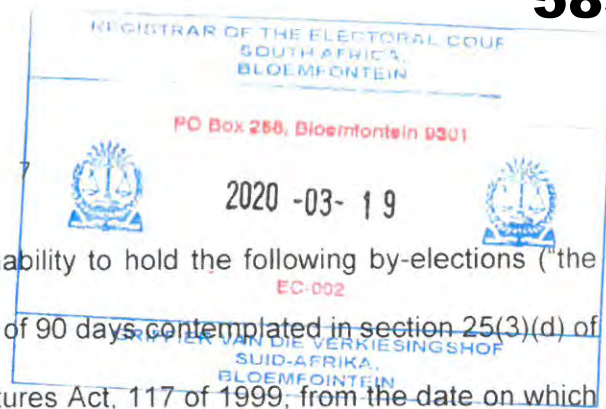 58
REGISTRAR OF THE ELECTORAL COUR
SOUTH AFRICA,
BLOEMFONTEIN
PO Box 258, Bloemfontein 9301
7
2020 -03- 19
ability to hold the following by-elections ("the
EC-002
of 90 days contemplated in section 25(3)(d) of
GRIFFIER VAN DIE VERKIESINGSHOF
SUID-AFRIKA,
BLOEMFOINTEIN
tures Act, 117 of 1999, from the date on which